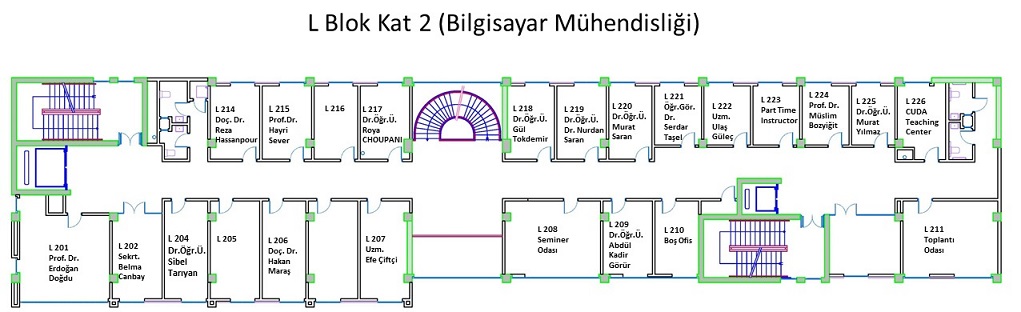 L Blok Kat 2 (Bilgisayar Mühendisliği)
L 214
Doç. Dr.
Reza
Hassanpour
L 215
Prof.Dr.
Hayri
Sever
L 216
L 217
Dr.Öğr.Ü.
Roya
CHOUPANI
L 218
Dr.Öğr.Ü.
Gül
Tokdemir
L 219
Dr.Öğr.Ü.
Dr. Nurdan
Saran
L 220
Dr.Öğr.Ü.
Murat
Saran
L 221
Öğr.Gör.
Dr.
Serdar
Taşel
L 222
Uzm.
Ulaş
Güleç
L 223
Part Time
Instructor
L 224
Prof. Dr.
Müslim
Bozyiğit
L 225
Dr.Öğr.Ü.
Murat
Yılmaz
L 226
CUDA
Teaching
Center
L 201
Prof. Dr.
Erdoğan
Doğdu
L 202
Sekrt.
Belma
Canbay
L 204
Dr.Öğr.Ü.
Sibel
Tarıyan
L 205
L 206
Doç. Dr.
Hakan
Maraş
L 207
Uzm.
Efe Çiftçi
L 208
Seminer
Odası
L 209
Dr.Öğr.Ü.
Abdül
Kadir
Görür
L 210
Boş Ofis
L 211
Toplantı
Odası